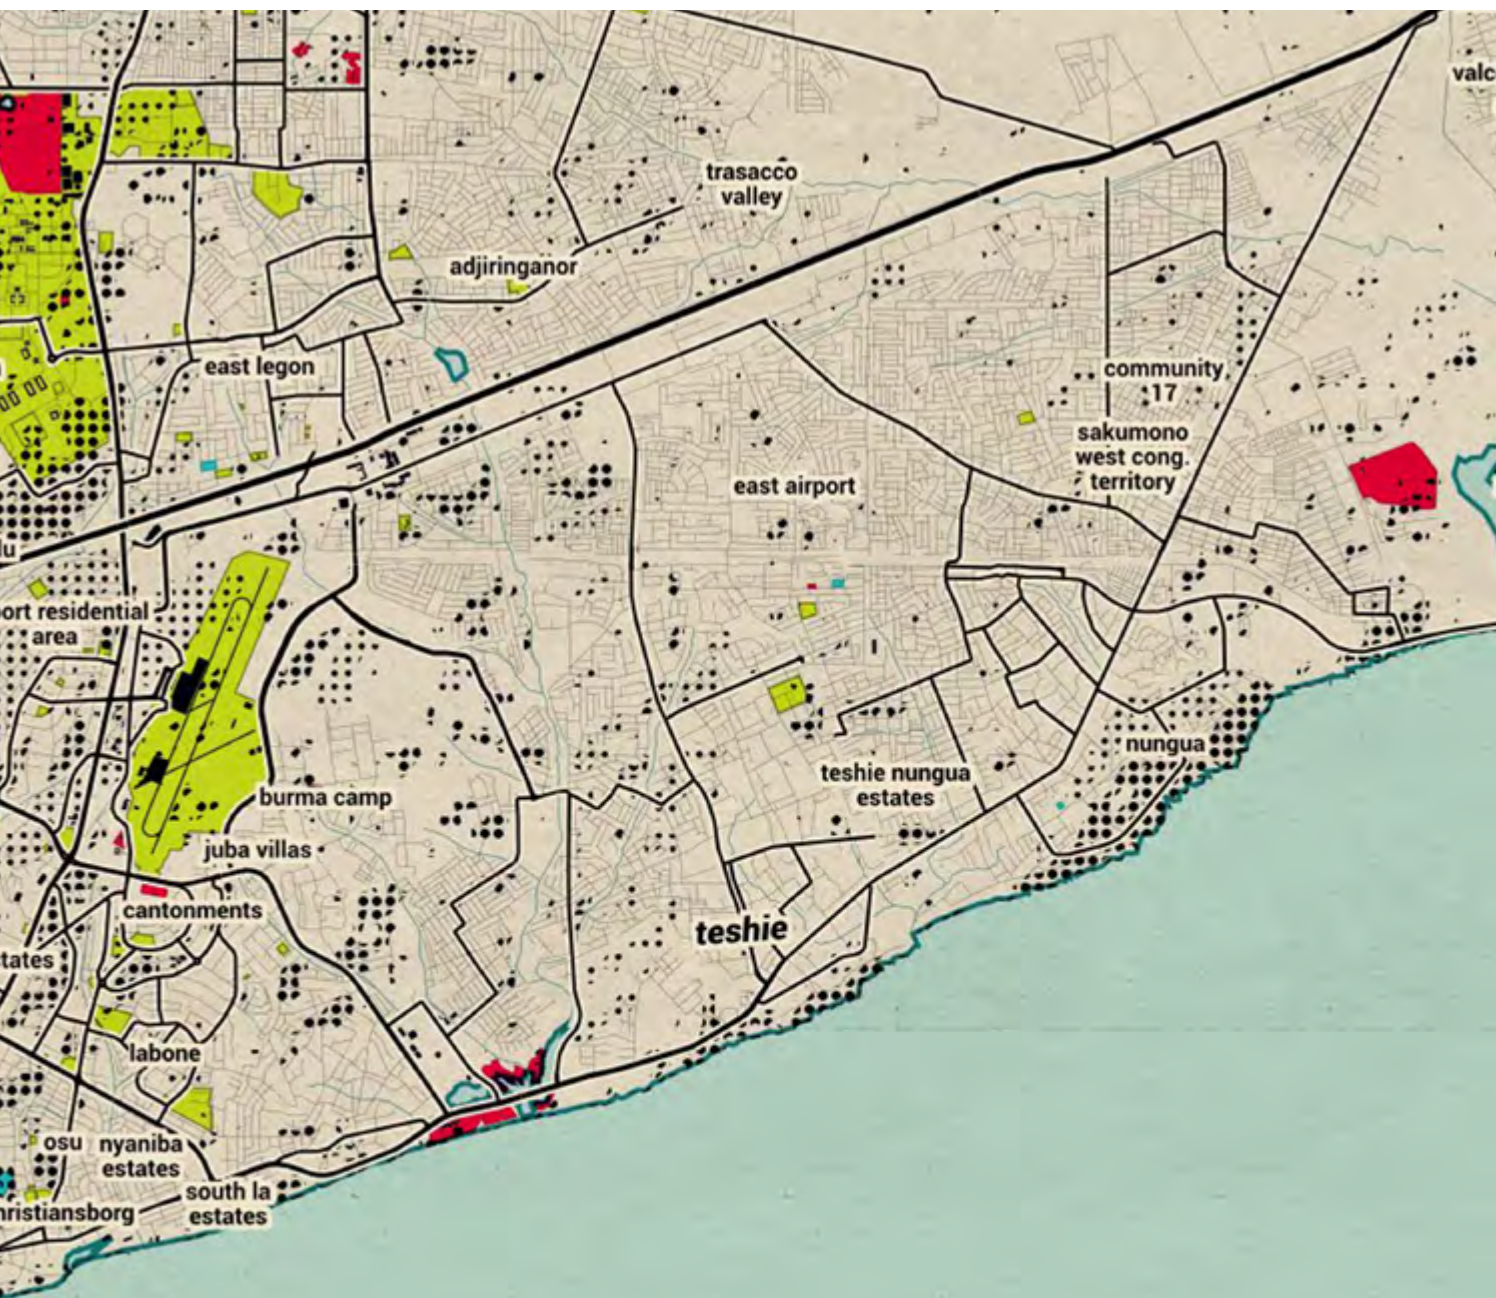 valc
trasacco
valley
adjiringanor
east legon
community
17
sakumono
west cong.
territory
east airport
lu
ort residential
area
nungua
teshie nungua
estates
burma camp
juba villas
cantonments
teshie
tates
labone
osu
nyaniba
estates
south la
estates
hristiansborg